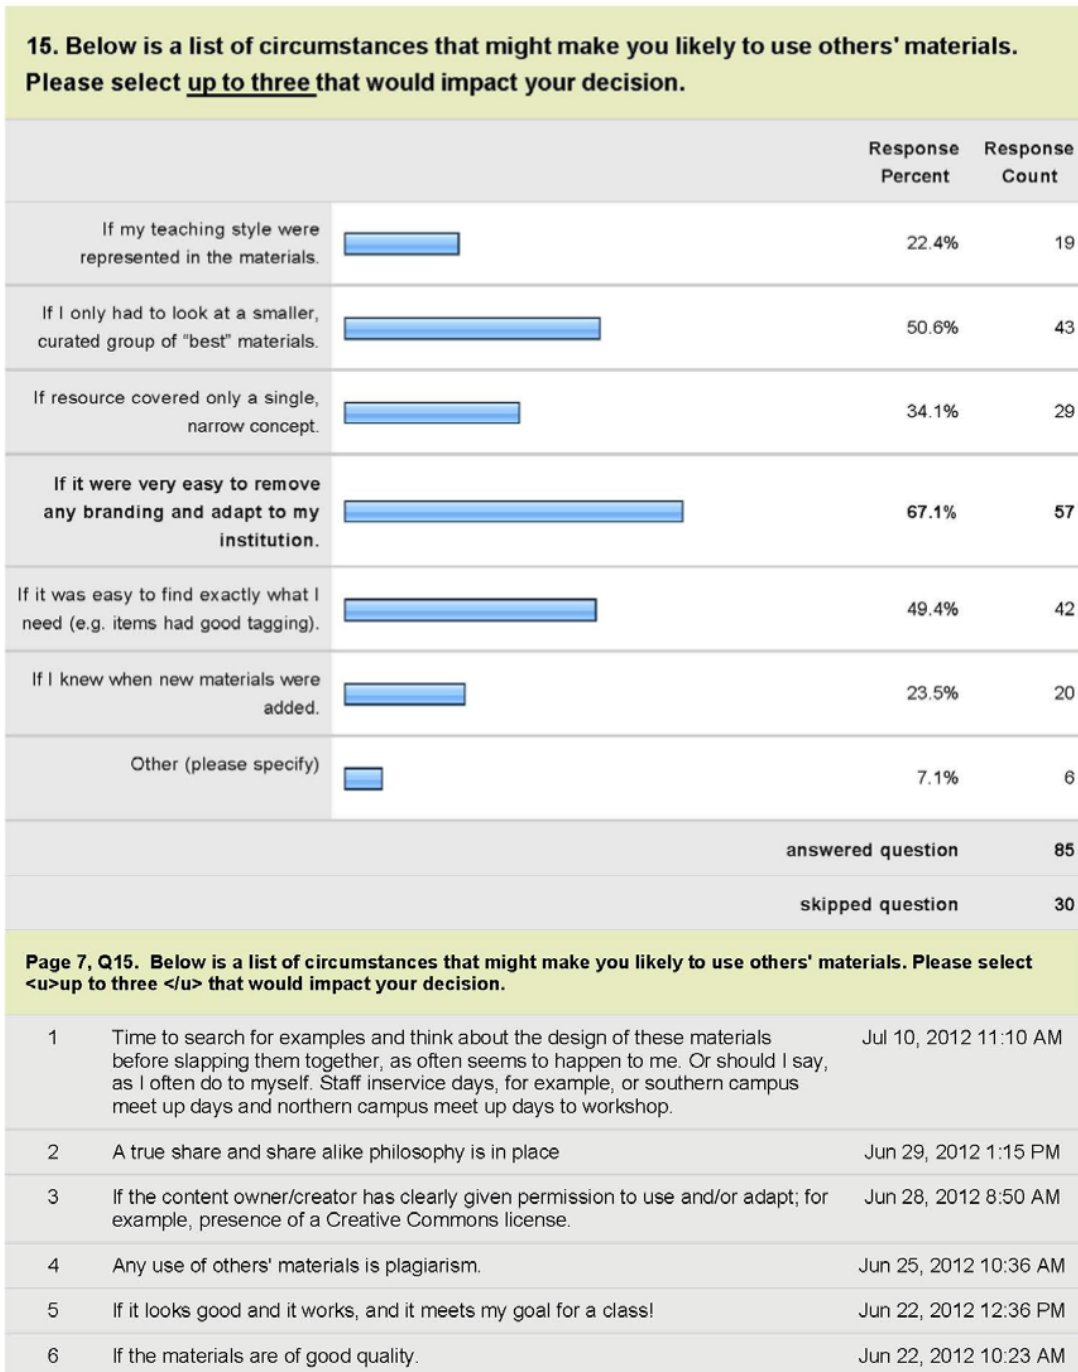 15. Below is a list of circumstances that might make you likely to use others' materials.
Please select up to three that would impact your decision.
Response Response
Percent Count
If my teaching style were
represented in the materials.
22.4% 19
If I only had to look at a smaller,
curated group of “best” materials.
50.6% 43
If resource covered only a single,
narrow concept.
34.1% 29
If it were very easy to remove
any branding and adapt to my
institution.
67.1% 57
If it was easy to find exactly what I
need (e.g. items had good tagging).
49.4% 42
If I knew when new materials were
added.
23.5% 20
Other (please specify)
7.1% 6
answered question 85
skipped question 30
Page 7, Q15. Below is a list of circumstances that might make you likely to use others' materials. Please select
<u>up to three </u> that would impact your decision.
1 Time to search for examples and think about the design of these materials Jul 10, 2012 11:10 AM
before slapping them together, as often seems to happen to me. Or should I say,
as I often do to myself. Staff inservice days, for example, or southern campus
meet up days and northern campus meet up days to workshop.
2 A true share and share alike philosophy is in place Jun 29, 2012 1:15 PM
3 If the content owner/creator has clearly given permission to use and/or adapt; for Jun 28, 2012 8:50 AM
example, presence of a Creative Commons license.
4 Any use of others' materials is plagiarism. Jun 25, 2012 10:36 AM
5 If it looks good and it works, and it meets my goal for a class! Jun 22, 2012 12:36 PM
6 If the materials are of good quality. Jun 22, 2012 10:23 AM